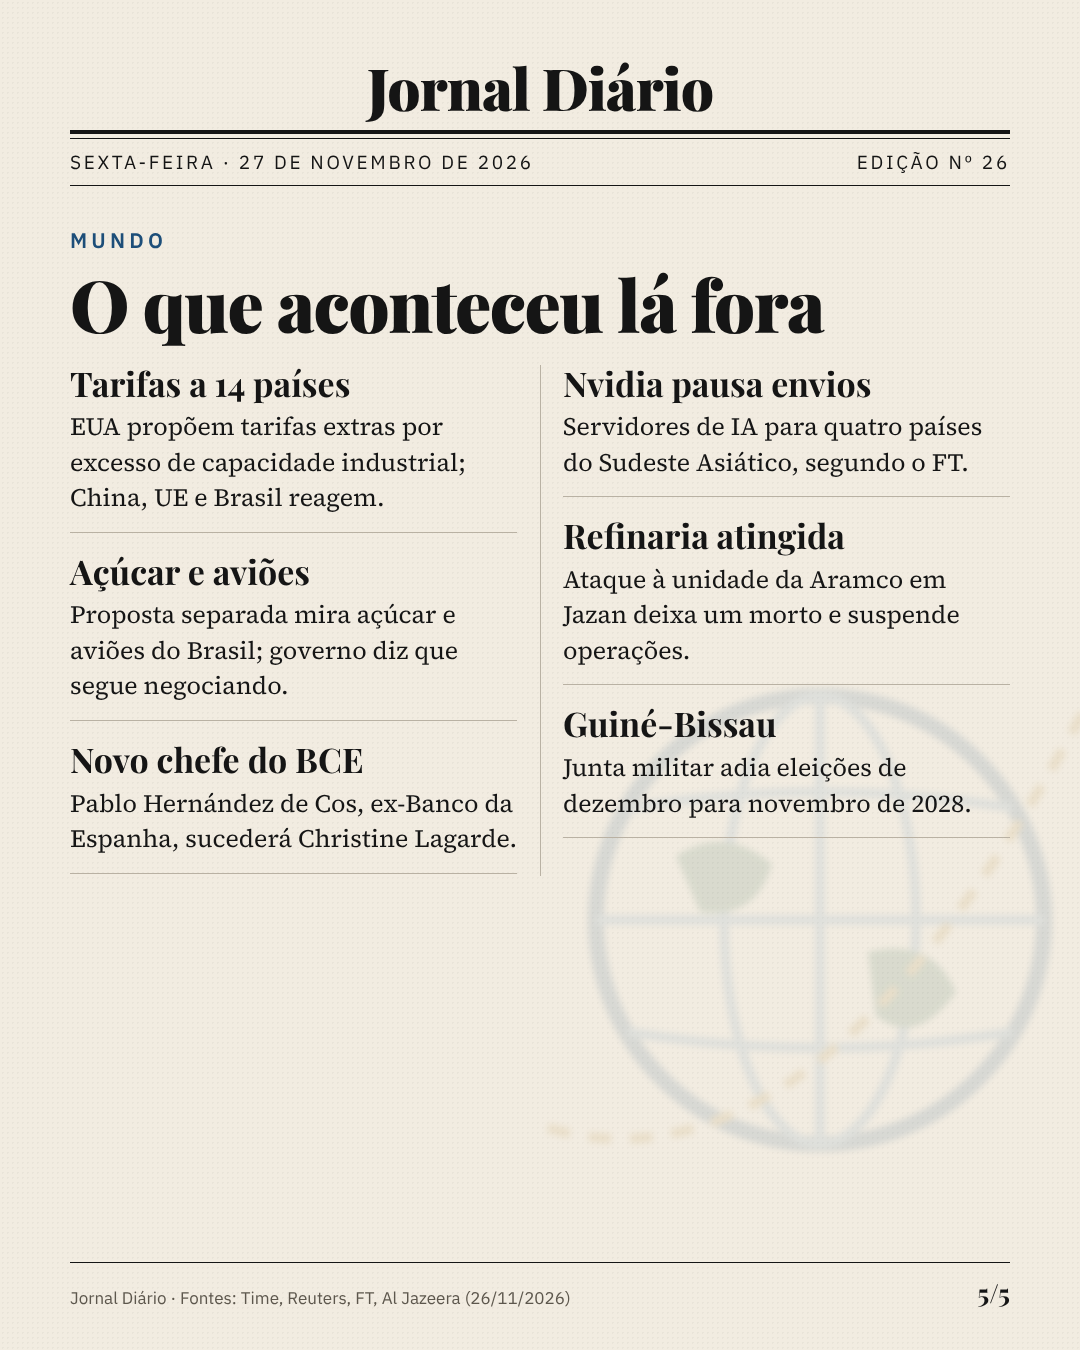 Jornal Diário
SEXTA-FEIRA · 27 DE NOVEMBRO DE 2026
EDIÇÃO Nº 26
MUNDO
O que aconteceu lá fora
Tarifas a 14 países
EUA propõem tarifas extras por
excesso de capacidade industrial;
China, UE e Brasil reagem.
Açúcar e aviões
Proposta separada mira açúcar e
aviões do Brasil; governo diz que
segue negociando.
Novo chefe do BCE
Pablo Hernández de Cos, ex-Banco da
Espanha, sucederá Christine Lagarde.
Nvidia pausa envios
Servidores de IA para quatro países
do Sudeste Asiático, segundo o FT.
Refinaria atingida
Ataque à unidade da Aramco em
Jazan deixa um morto e suspende
operações.
Guiné-Bissau
Junta militar adia eleições de
dezembro para novembro de 2028.
Jornal Diário · Fontes: Time, Reuters, FT, Al Jazeera (26/11/2026)
5/5